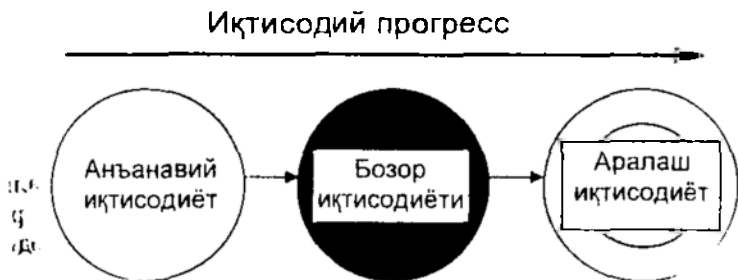 Иқтисодий прогресс
Анъанавий
иқтисодиёт
Бозор
иқтисодиёти
Аралаш
иқтисодиёт